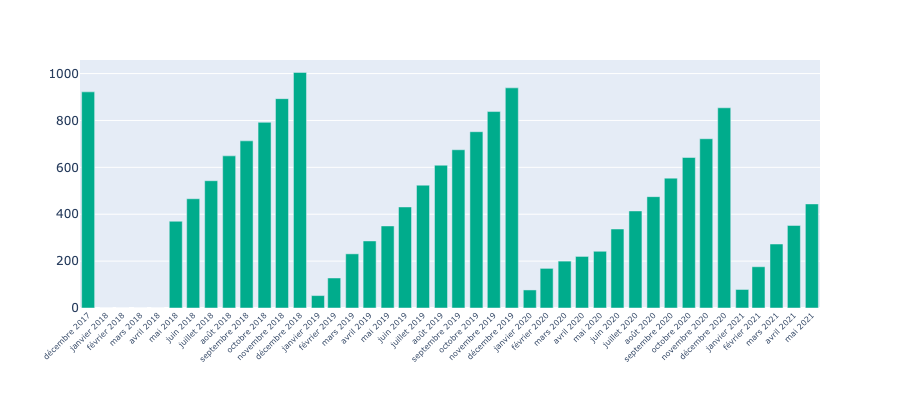 1000
800
600
400
200
0
décembre 2017
janvier 2018
février 2018
mars 2018
avril 2018
mai 2018
juin 2018
juillet 2018
août 2018
septembre 2018
octobre 2018
novembre 2018
décembre 2018
janvier 2019
février 2019
mars 2019
avril 2019
mai 2019
juin 2019
juillet 2019
août 2019
septembre 2019
octobre 2019
novembre 2019
décembre 2019
janvier 2020
février 2020
mars 2020
avril 2020
mai 2020
juin 2020
juillet 2020
août 2020
septembre 2020
octobre 2020
novembre 2020
décembre 2020
janvier 2021
février 2021
mars 2021
avril 2021
mai 2021